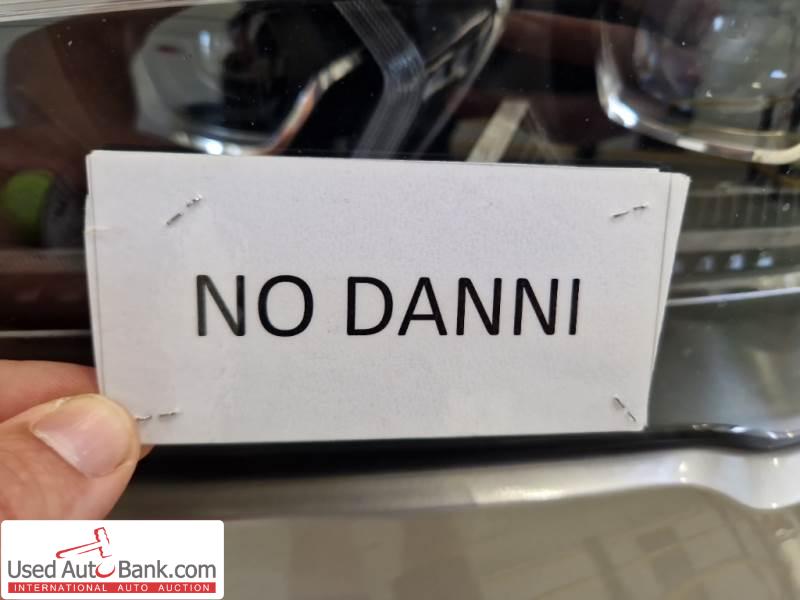 NO DANNI
UsedAutoBank.com
INTERNATIONAL AUTO AUCTION